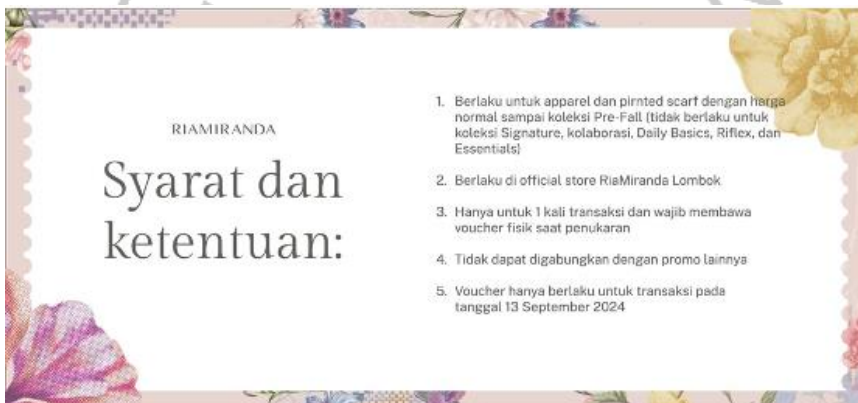 RIAMIRANDA
Syarat dan
ketentuan:
1. Berlaku untuk apparel dan pirnted scarf dengan harga
normal sampai koleksi Pre-Fall (tidak berlaku untuk
koleksi Signature, kolaborasi, Daily Basics, Riflex, dan
Essentials)
2. Berlaku di official store RiaMiranda Lombok
3. Hanya untuk 1 kali transaksi dan wajib membawa
voucher fisik saat penukaran
4. Tidak dapat digabungkan dengan promo lainnya
5. Voucher hanya berlaku untuk transaksi pada
tanggal 13 September 2024